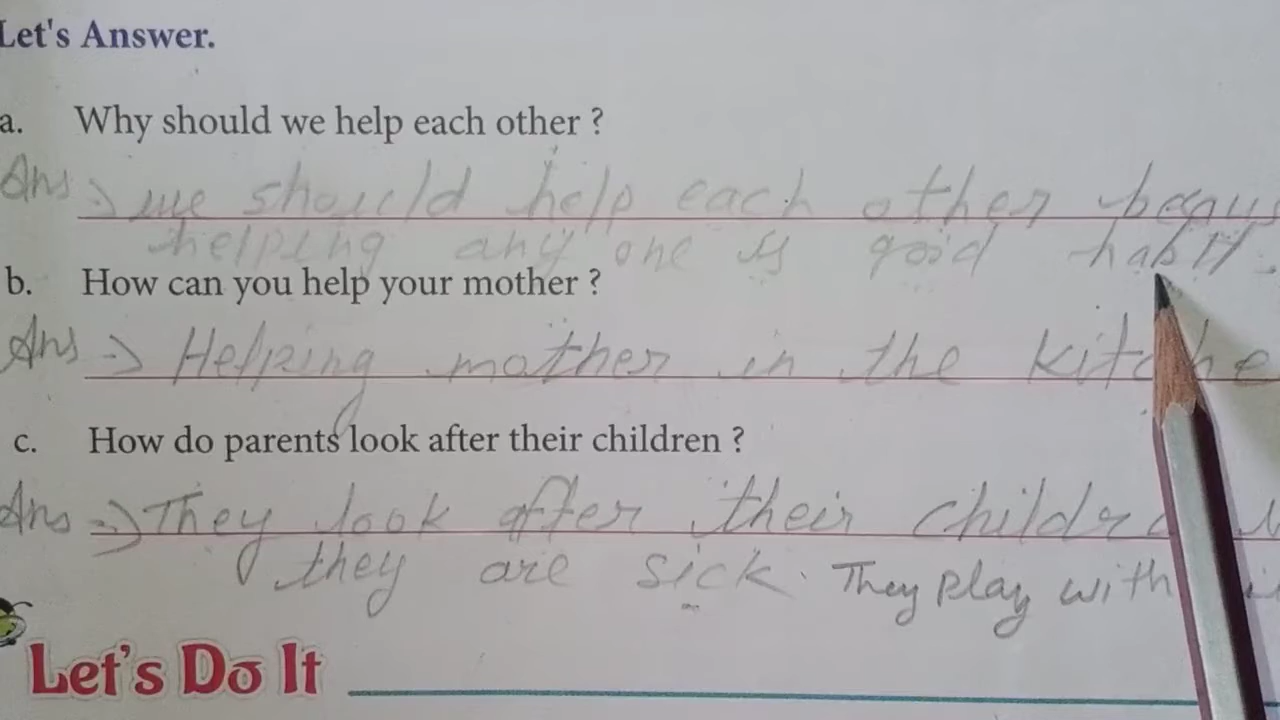 Let's Answer.
a. Why should we help each other ?
Ans → we should help each other
helping any one is good habit.
b. How can you help your mother ?
Ans → Helping mother in the
c. How do parents look after their children ?
Ans → They look after their
they are sick. They play with
Let's Do It